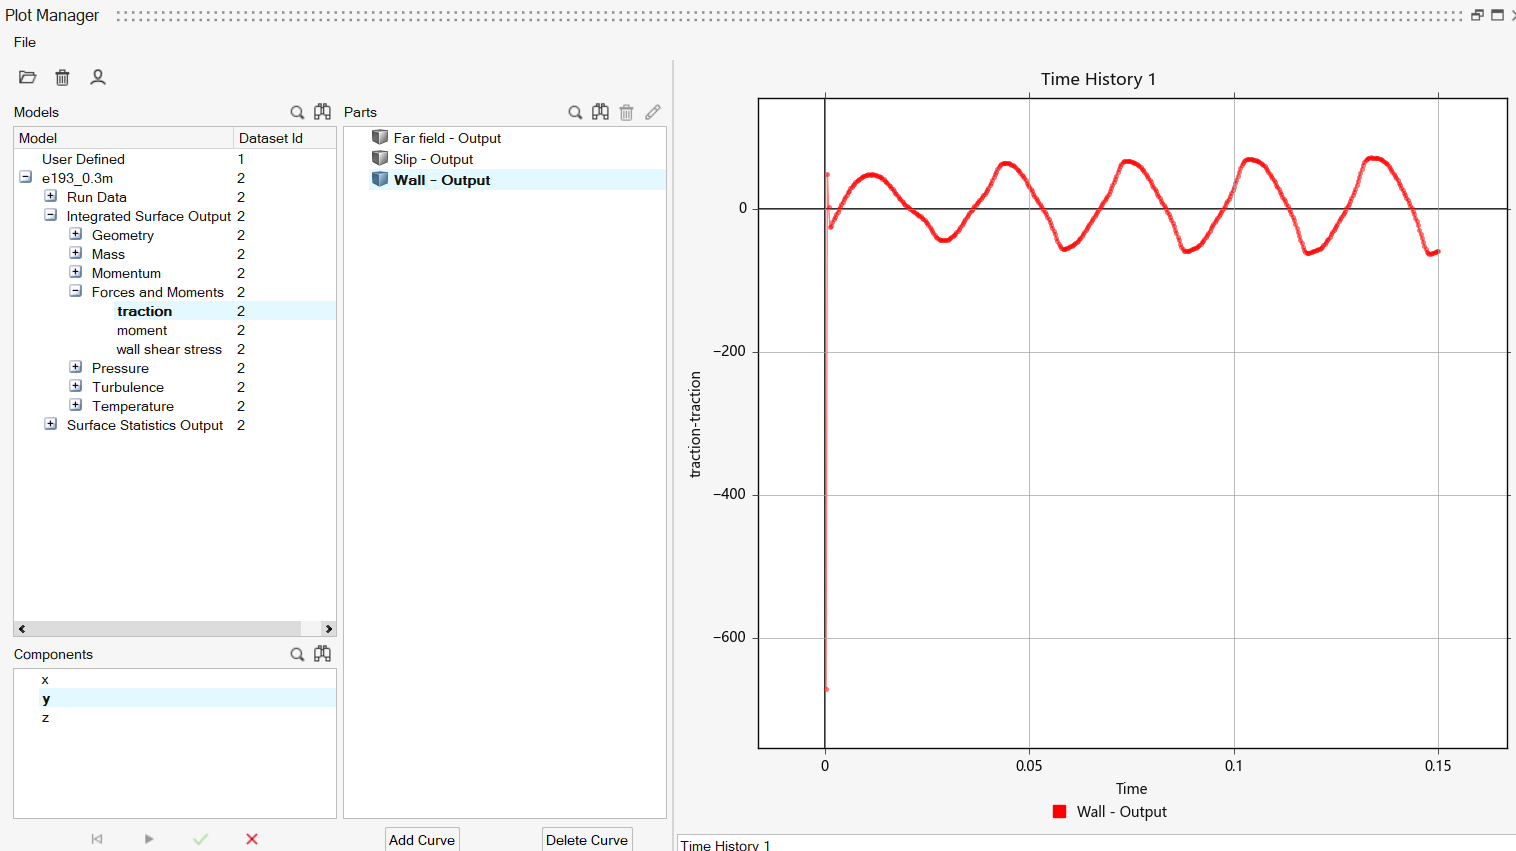 Plot Manager
File
Models
Model Dataset Id
User Defined 1
e193_0.3m 2
Run Data 2
Integrated Surface Output 2
Geometry 2
Mass 2
Momentum 2
Forces and Moments 2
traction 2
moment 2
wall shear stress 2
Pressure 2
Turbulence 2
Temperature 2
Surface Statistics Output 2
Components
x
y
z
Parts
Far field - Output
Slip - Output
Wall - Output
Add Curve Delete Curve
Time History 1
traction-traction
0
−200
−400
−600
0 0.05 0.1 0.15
Time
Wall - Output
Time History 1